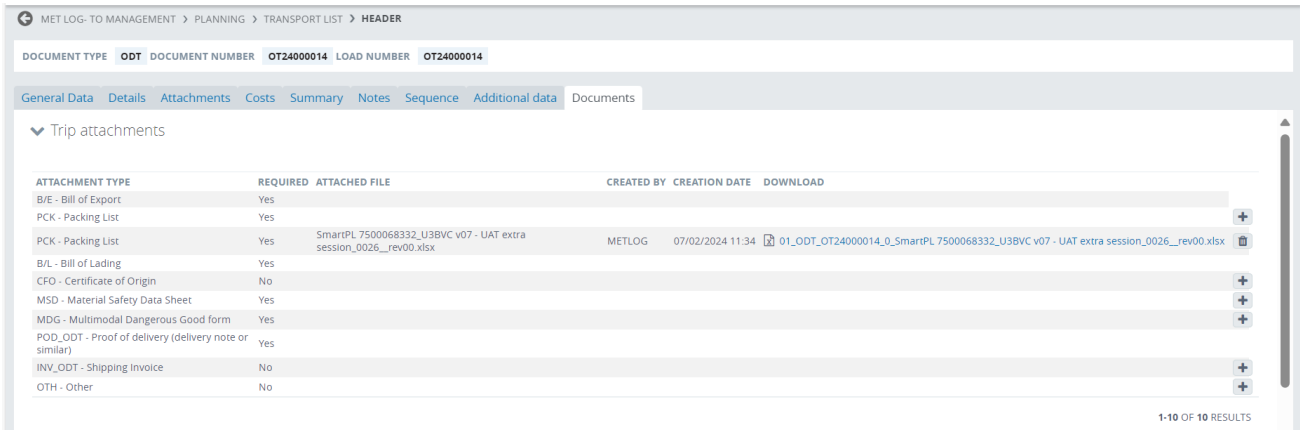 MET LOG- TO MANAGEMENT > PLANNING > TRANSPORT LIST > HEADER
DOCUMENT TYPE ODT DOCUMENT NUMBER OT24000014 LOAD NUMBER OT24000014
General Data Details Attachments Costs Summary Notes Sequence Additional data Documents
Trip attachments
ATTACHMENT TYPE REQUIRED ATTACHED FILE CREATED BY CREATION DATE DOWNLOAD
B/E - Bill of Export Yes
PCK - Packing List Yes
PCK - Packing List Yes SmartPL 7500068332_U3BVC v07 - UAT extra session_0026__rev00.xlsx METLOG 07/02/2024 11:34 01_ODT_OT24000014_0_SmartPL 7500068332_U3BVC v07 - UAT extra session_0026__rev00.xlsx
B/L - Bill of Lading Yes
CFO - Certificate of Origin No
MSD - Material Safety Data Sheet Yes
MDG - Multimodal Dangerous Good form Yes
POD_ODT - Proof of delivery (delivery note or similar) Yes
INV_ODT - Shipping Invoice No
OTH - Other No
1-10 OF 10 RESULTS